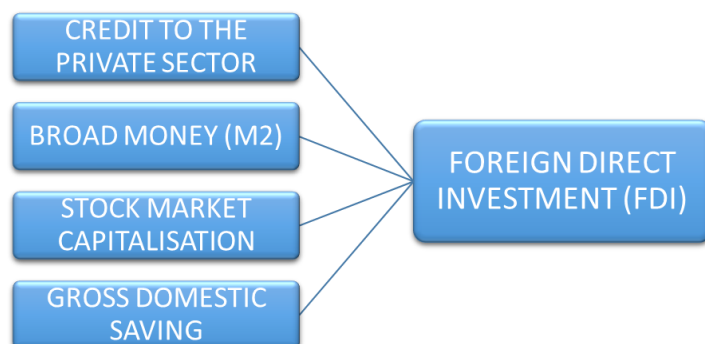 CREDIT TO THE
PRIVATE SECTOR
BROAD MONEY (M2)
STOCK MARKET
CAPITALISATION
GROSS DOMESTIC
SAVING
FOREIGN DIRECT
INVESTMENT (FDI)